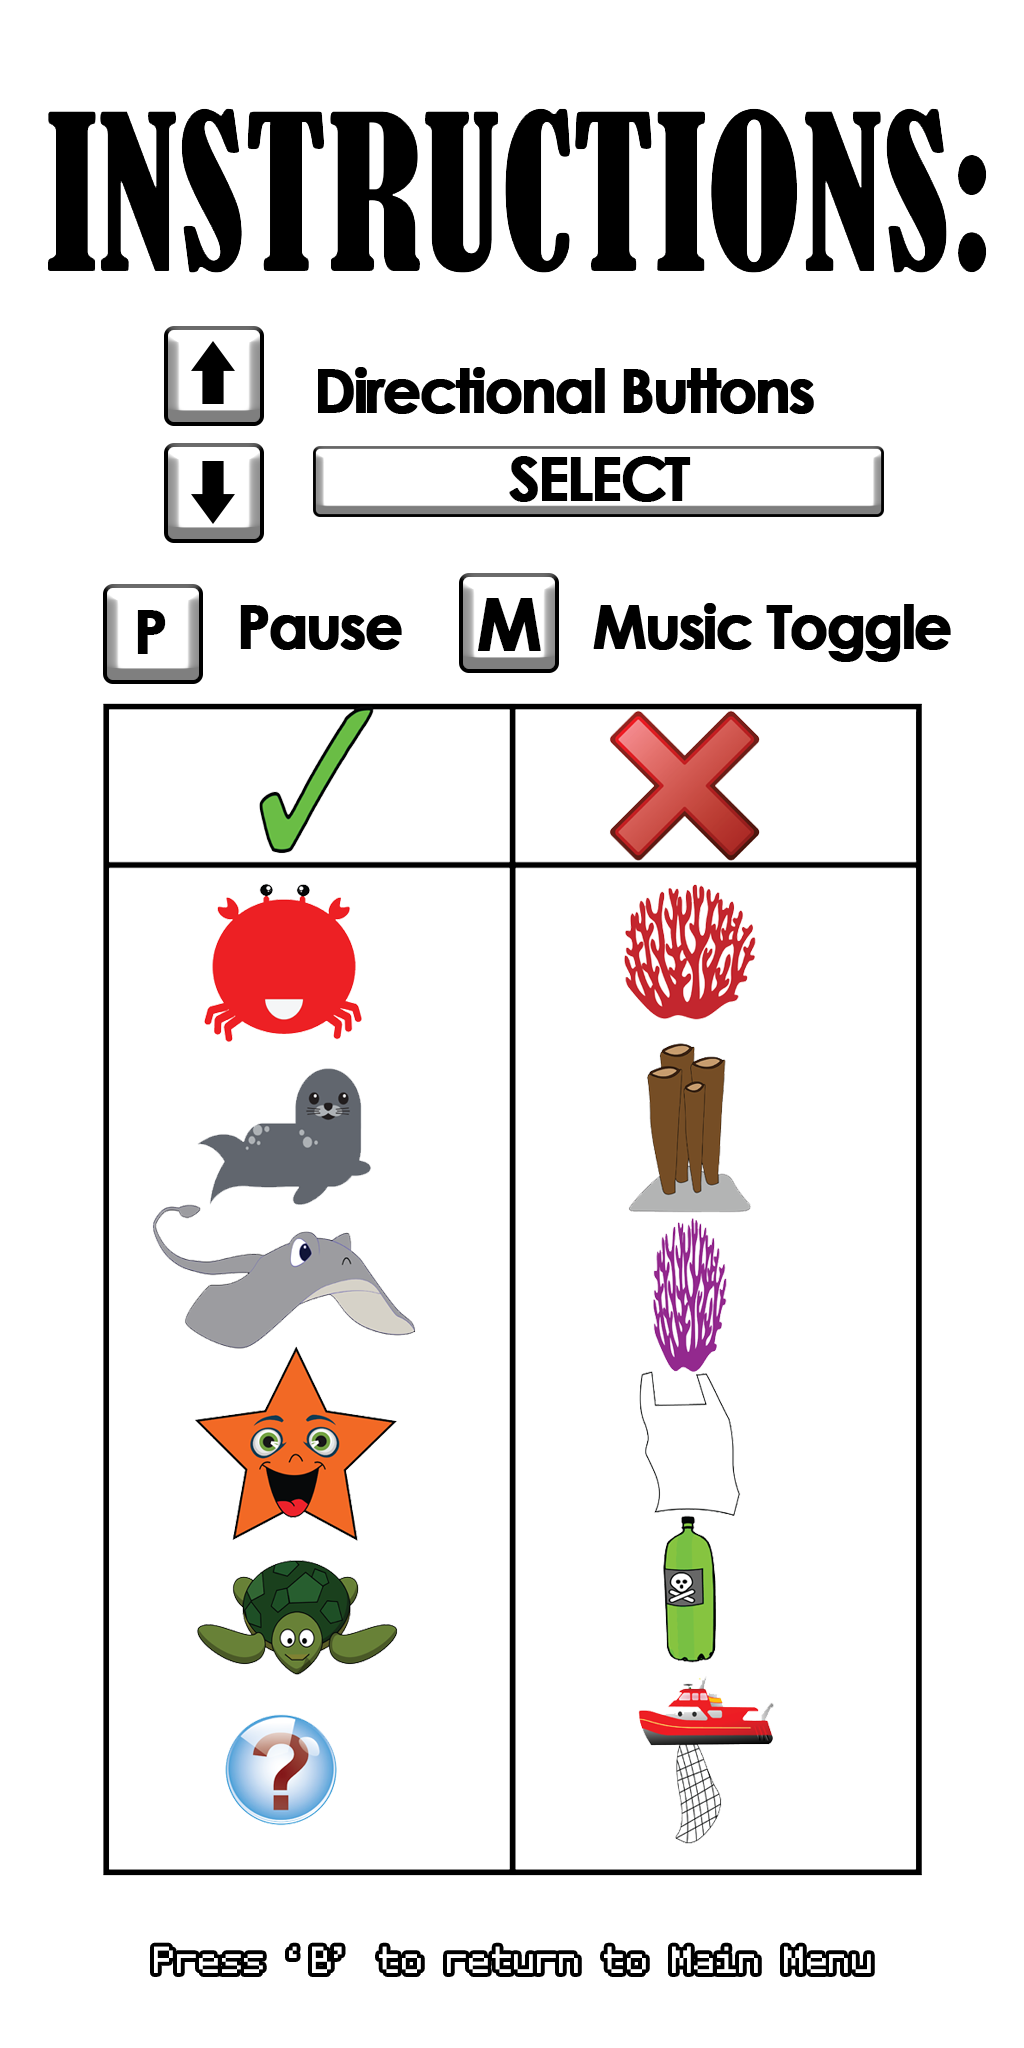 INSTRUCTIONS:
Directional Buttons
SELECT
P Pause M Music Toggle
?
Press ‘B’ to return to Main Menu